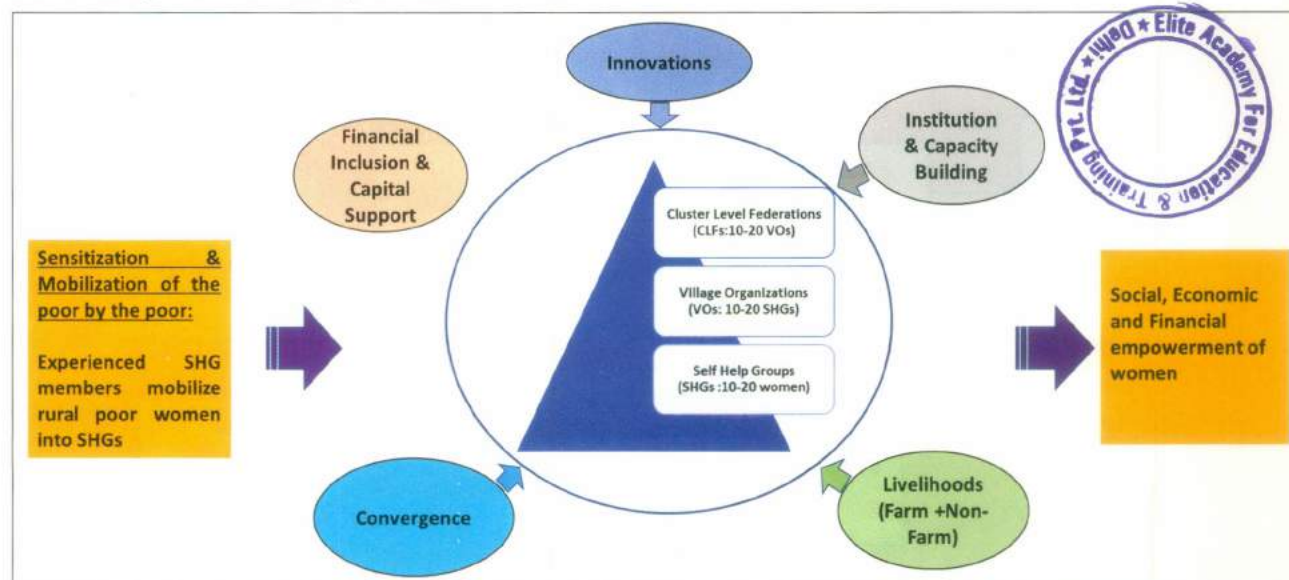 Innovations
Financial
Inclusion &
Capital
Support
Institution
& Capacity
Building
Delhi ★ Elite Academy For Education & Training Pvt. Ltd. ★
Cluster Level Federations
(CLFs:10-20 VOs)
Village Organizations
(VOs: 10-20 SHGs)
Self Help Groups
(SHGs :10-20 women)
Sensitization &
Mobilization of the
poor by the poor:
Experienced SHG
members mobilize
rural poor women
into SHGs
Social, Economic
and Financial
empowerment of
women
Convergence
Livelihoods
(Farm +Non-
Farm)